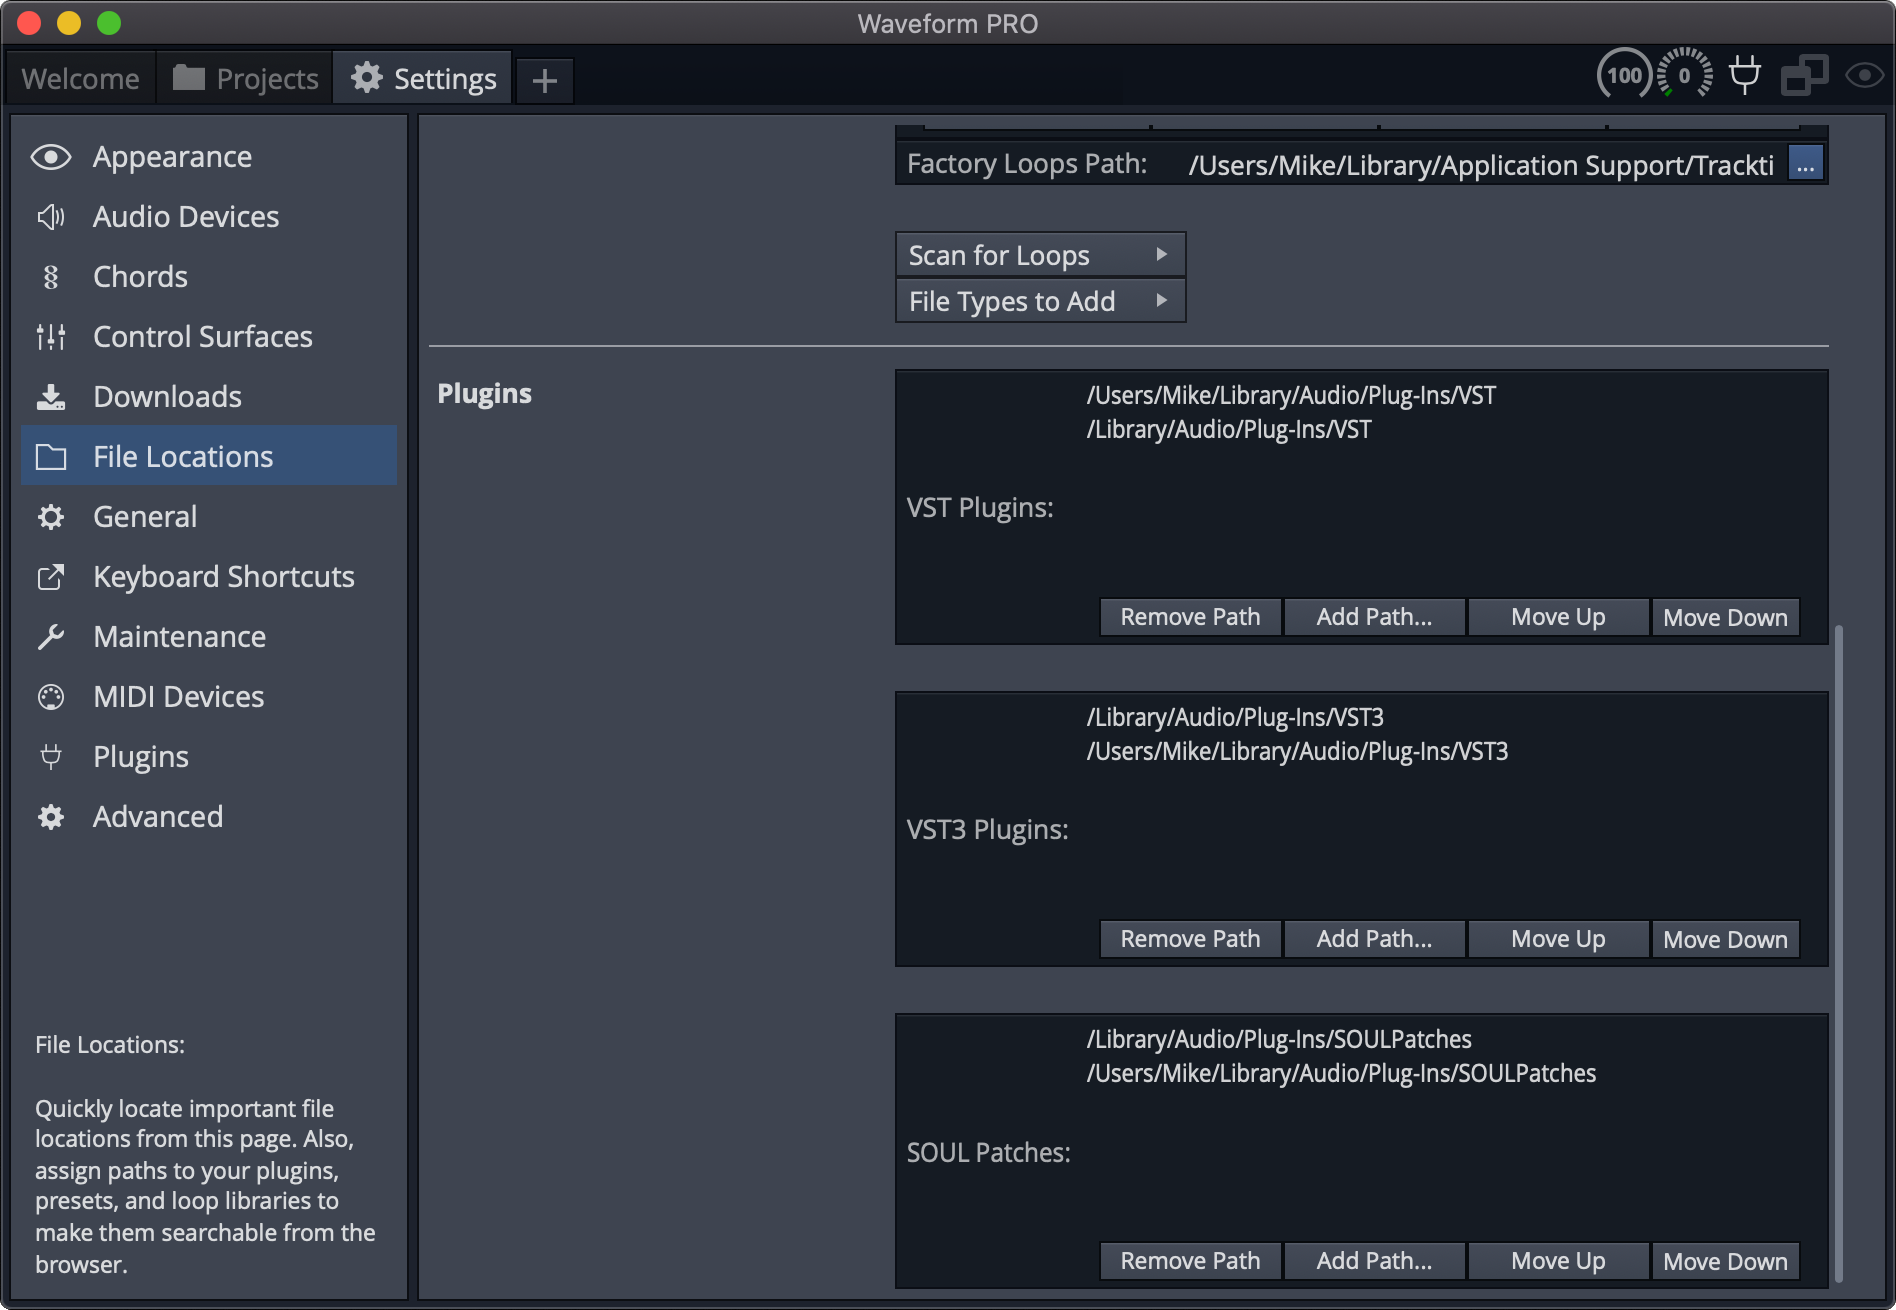 Waveform PRO
Welcome
Projects
Settings
+
100
0
Appearance
Audio Devices
Chords
Control Surfaces
Downloads
File Locations
General
Keyboard Shortcuts
Maintenance
MIDI Devices
Plugins
Advanced
File Locations:
Quickly locate important file
locations from this page. Also,
assign paths to your plugins,
presets, and loop libraries to
make them searchable from the
browser.
Factory Loops Path: /Users/Mike/Library/Application Support/Trackti ...
Scan for Loops
File Types to Add
Plugins
/Users/Mike/Library/Audio/Plug-Ins/VST
/Library/Audio/Plug-Ins/VST
VST Plugins:
Remove Path Add Path... Move Up Move Down
/Library/Audio/Plug-Ins/VST3
/Users/Mike/Library/Audio/Plug-Ins/VST3
VST3 Plugins:
Remove Path Add Path... Move Up Move Down
/Library/Audio/Plug-Ins/SOULPatches
/Users/Mike/Library/Audio/Plug-Ins/SOULPatches
SOUL Patches:
Remove Path Add Path... Move Up Move Down